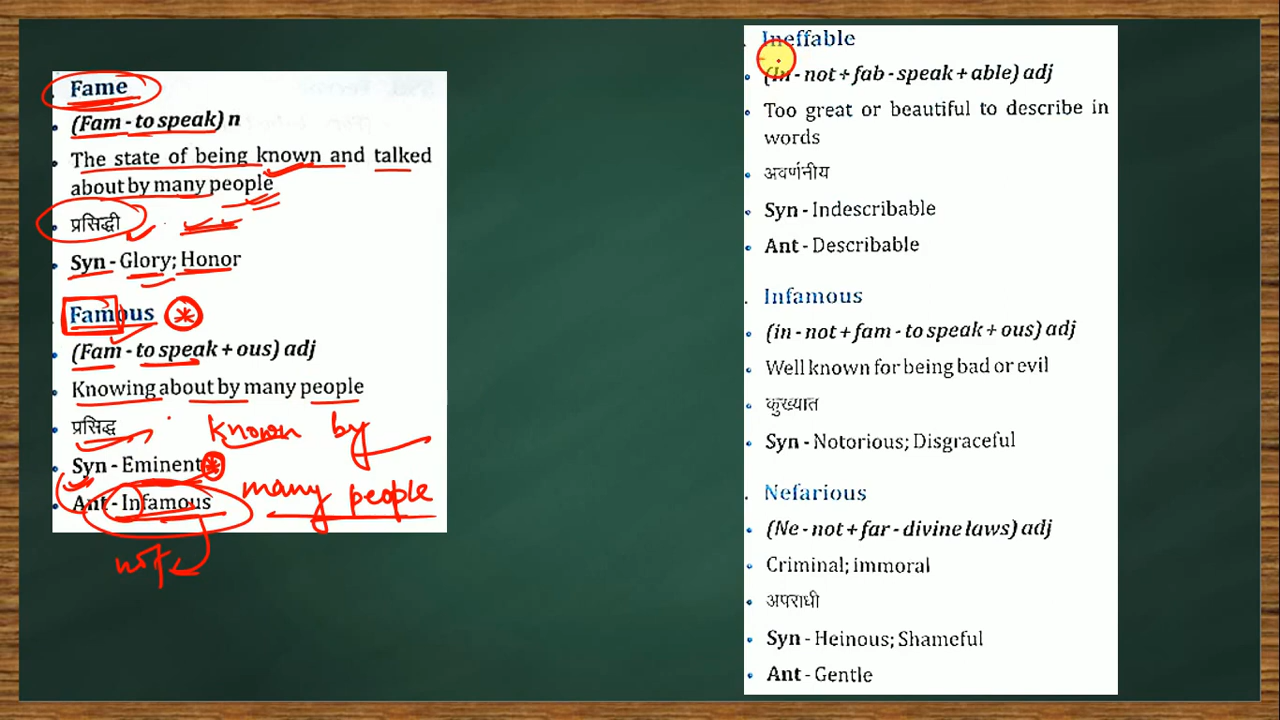 Fame
(Fam - to speak) n
The state of being known and talked
about by many people
प्रसिद्धी
Syn - Glory; Honor
Famous
(Fam - to speak + ous) adj
Knowing about by many people
प्रसिद्ध
known by
Syn - Eminent
many people
Ant - Infamous
not
Ineffable
(in - not + fab - speak + able) adj
Too great or beautiful to describe in
words
अवर्णनीय
Syn - Indescribable
Ant - Describable
Infamous
(in - not + fam - to speak + ous) adj
Well known for being bad or evil
कुख्यात
Syn - Notorious; Disgraceful
Nefarious
(Ne - not + far - divine laws) adj
Criminal; immoral
अपराधी
Syn - Heinous; Shameful
Ant - Gentle